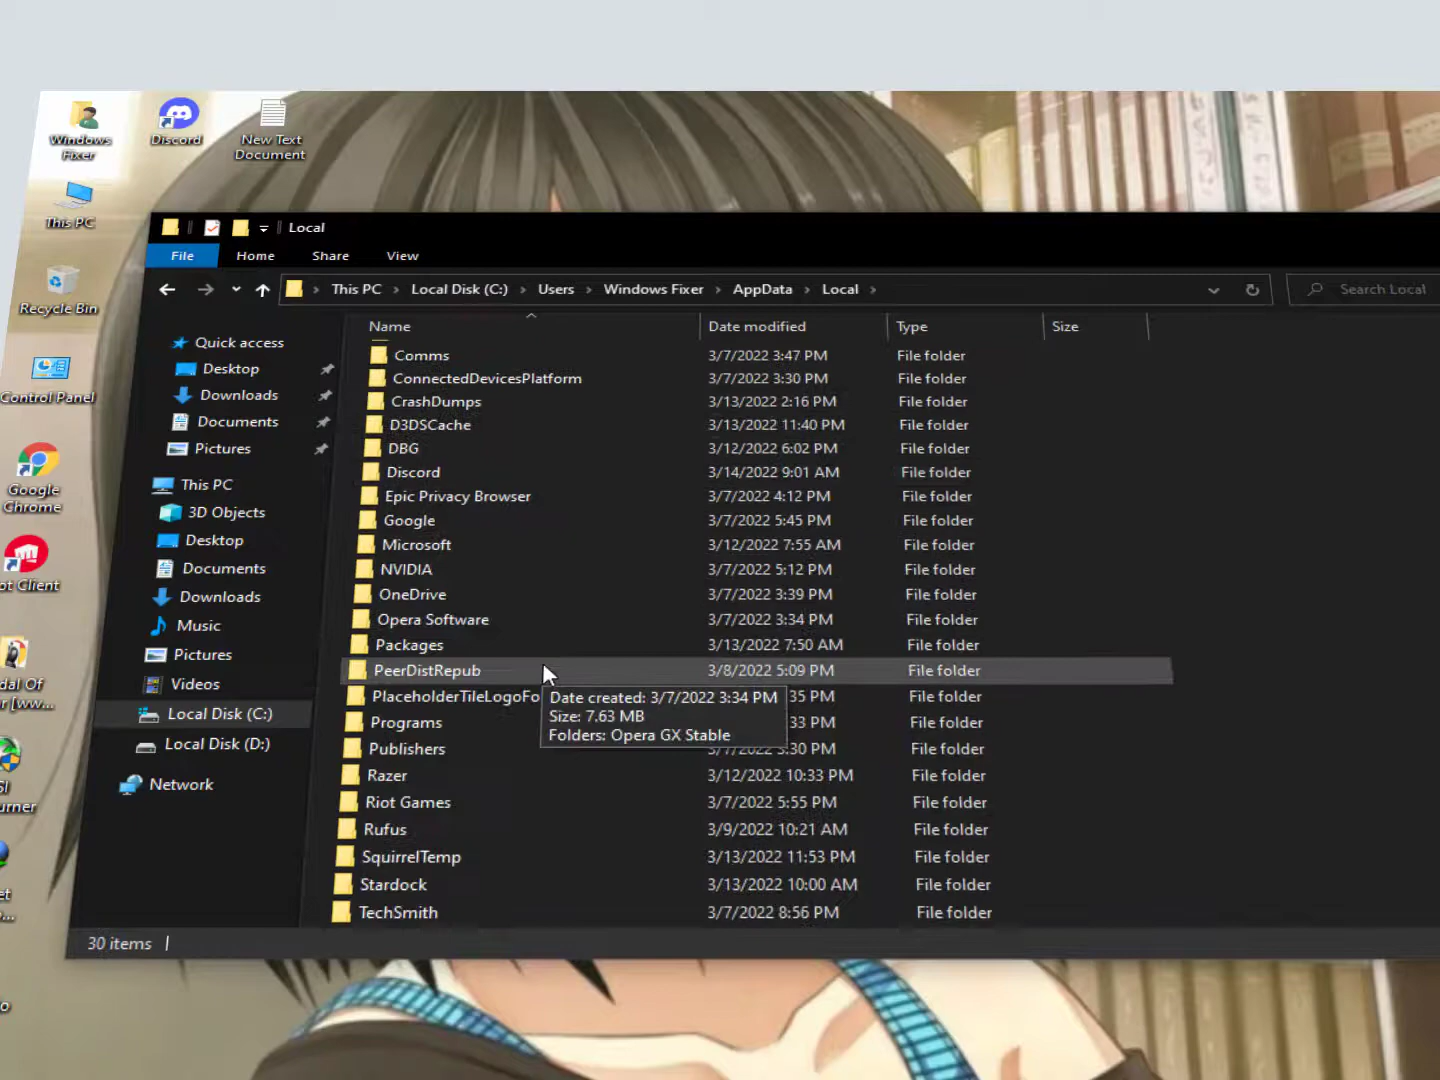 Windows
Fixer
Discord
New Text
Document
This PC
Recycle Bin
Control Panel
Google
Chrome
Client
Of
[ww...
Local
File
Home
Share
View
This PC > Local Disk (C:) > Users > Windows Fixer > AppData > Local >
Search Local
Quick access
Desktop
Downloads
Documents
Pictures
This PC
3D Objects
Desktop
Documents
Downloads
Music
Pictures
Videos
Local Disk (C:)
Local Disk (D:)
Network
Name Date modified Type Size
Comms 3/7/2022 3:47 PM File folder
ConnectedDevicesPlatform 3/7/2022 3:30 PM File folder
CrashDumps 3/13/2022 2:16 PM File folder
D3DSCache 3/13/2022 11:40 PM File folder
DBG 3/12/2022 6:02 PM File folder
Discord 3/14/2022 9:01 AM File folder
Epic Privacy Browser 3/7/2022 4:12 PM File folder
Google 3/7/2022 5:45 PM File folder
Microsoft 3/12/2022 7:55 AM File folder
NVIDIA 3/7/2022 5:12 PM File folder
OneDrive 3/7/2022 3:39 PM File folder
Opera Software 3/7/2022 3:34 PM File folder
Packages 3/13/2022 7:50 AM File folder
PeerDistRepub 3/8/2022 5:09 PM File folder
PlaceholderTileLogoFo :35 PM File folder
Programs :33 PM File folder
Publishers 3:30 PM File folder
Razer 3/12/2022 10:33 PM File folder
Riot Games 3/7/2022 5:55 PM File folder
Rufus 3/9/2022 10:21 AM File folder
SquirrelTemp 3/13/2022 11:53 PM File folder
Stardock 3/13/2022 10:00 AM File folder
TechSmith 3/7/2022 8:56 PM File folder
Date created: 3/7/2022 3:34 PM
Size: 7.63 MB
Folders: Opera GX Stable
30 items